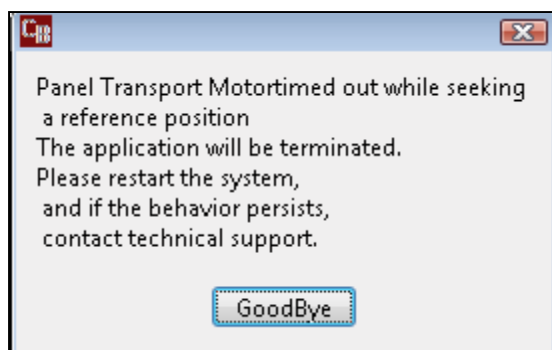 Panel Transport Motortimed out while seeking
a reference position
The application will be terminated.
Please restart the system,
and if the behavior persists,
contact technical support.
GoodBye